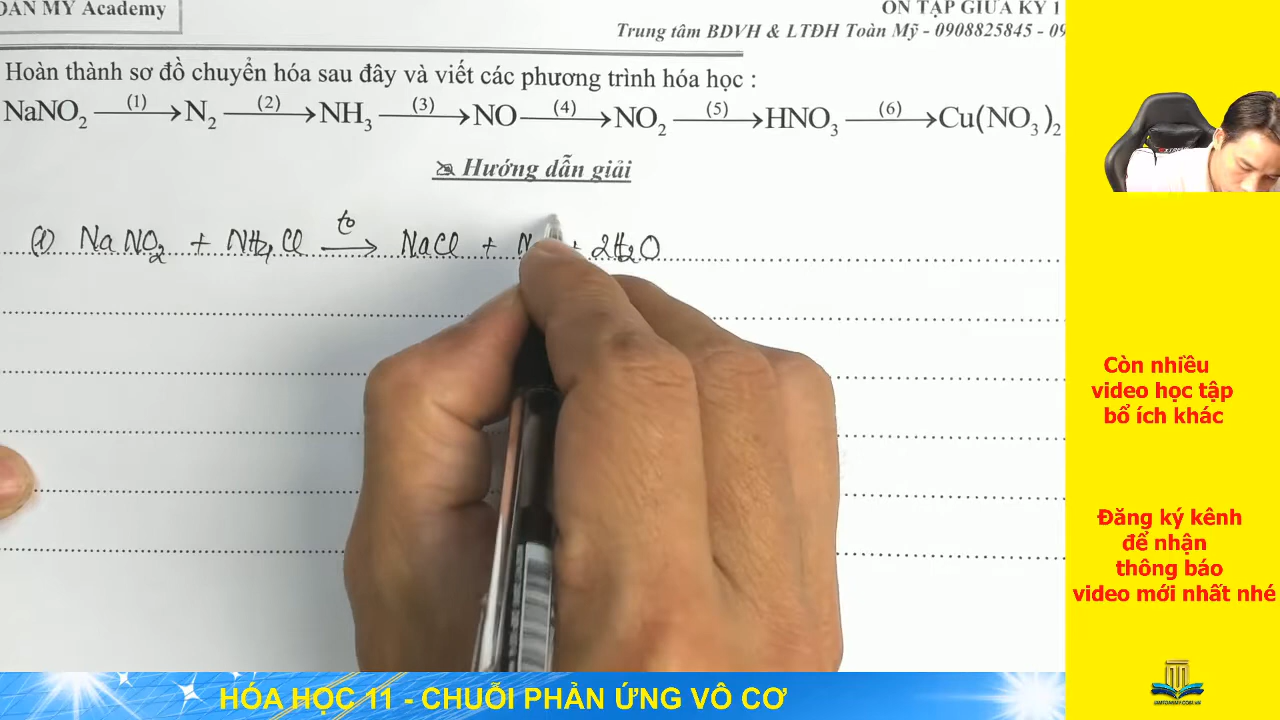 OÀN MỸ Academy
ÔN TẬP GIỮA KỲ 1
Trung tâm BDVH & LTĐH Toàn Mỹ - 0908825845 - 09
Hoàn thành sơ đồ chuyển hóa sau đây và viết các phương trình hóa học :
NaNO₂ —(1)→ N₂ —(2)→ NH₃ —(3)→ NO —(4)→ NO₂ —(5)→ HNO₃ —(6)→ Cu(NO₃)₂
Hướng dẫn giải
(1) NaNO₂ + NH₄Cl —t°→ NaCl + N + 2H₂O
Còn nhiều
video học tập
bổ ích khác
Đăng ký kênh
để nhận
thông báo
video mới nhất nhé
HÓA HỌC 11 - CHUỖI PHẢN ỨNG VÔ CƠ